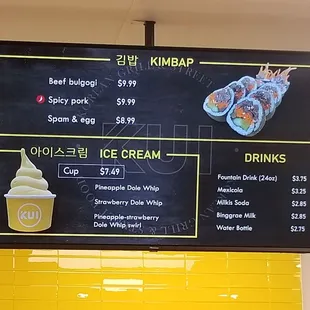 김밥 KIMBAP
Beef bulgogi $9.99
Spicy pork $9.99
Spam & egg $8.99
KUI
아이스크림 ICE CREAM
Cup $7.49
Pineapple Dole Whip
Strawberry Dole Whip
Pineapple-strawberry
Dole Whip swirl
KUI
DRINKS
Fountain Drink (24oz) $3.75
Mexicola $3.25
Milkis Soda $2.85
Binggrae Milk $2.85
Water Bottle $2.75